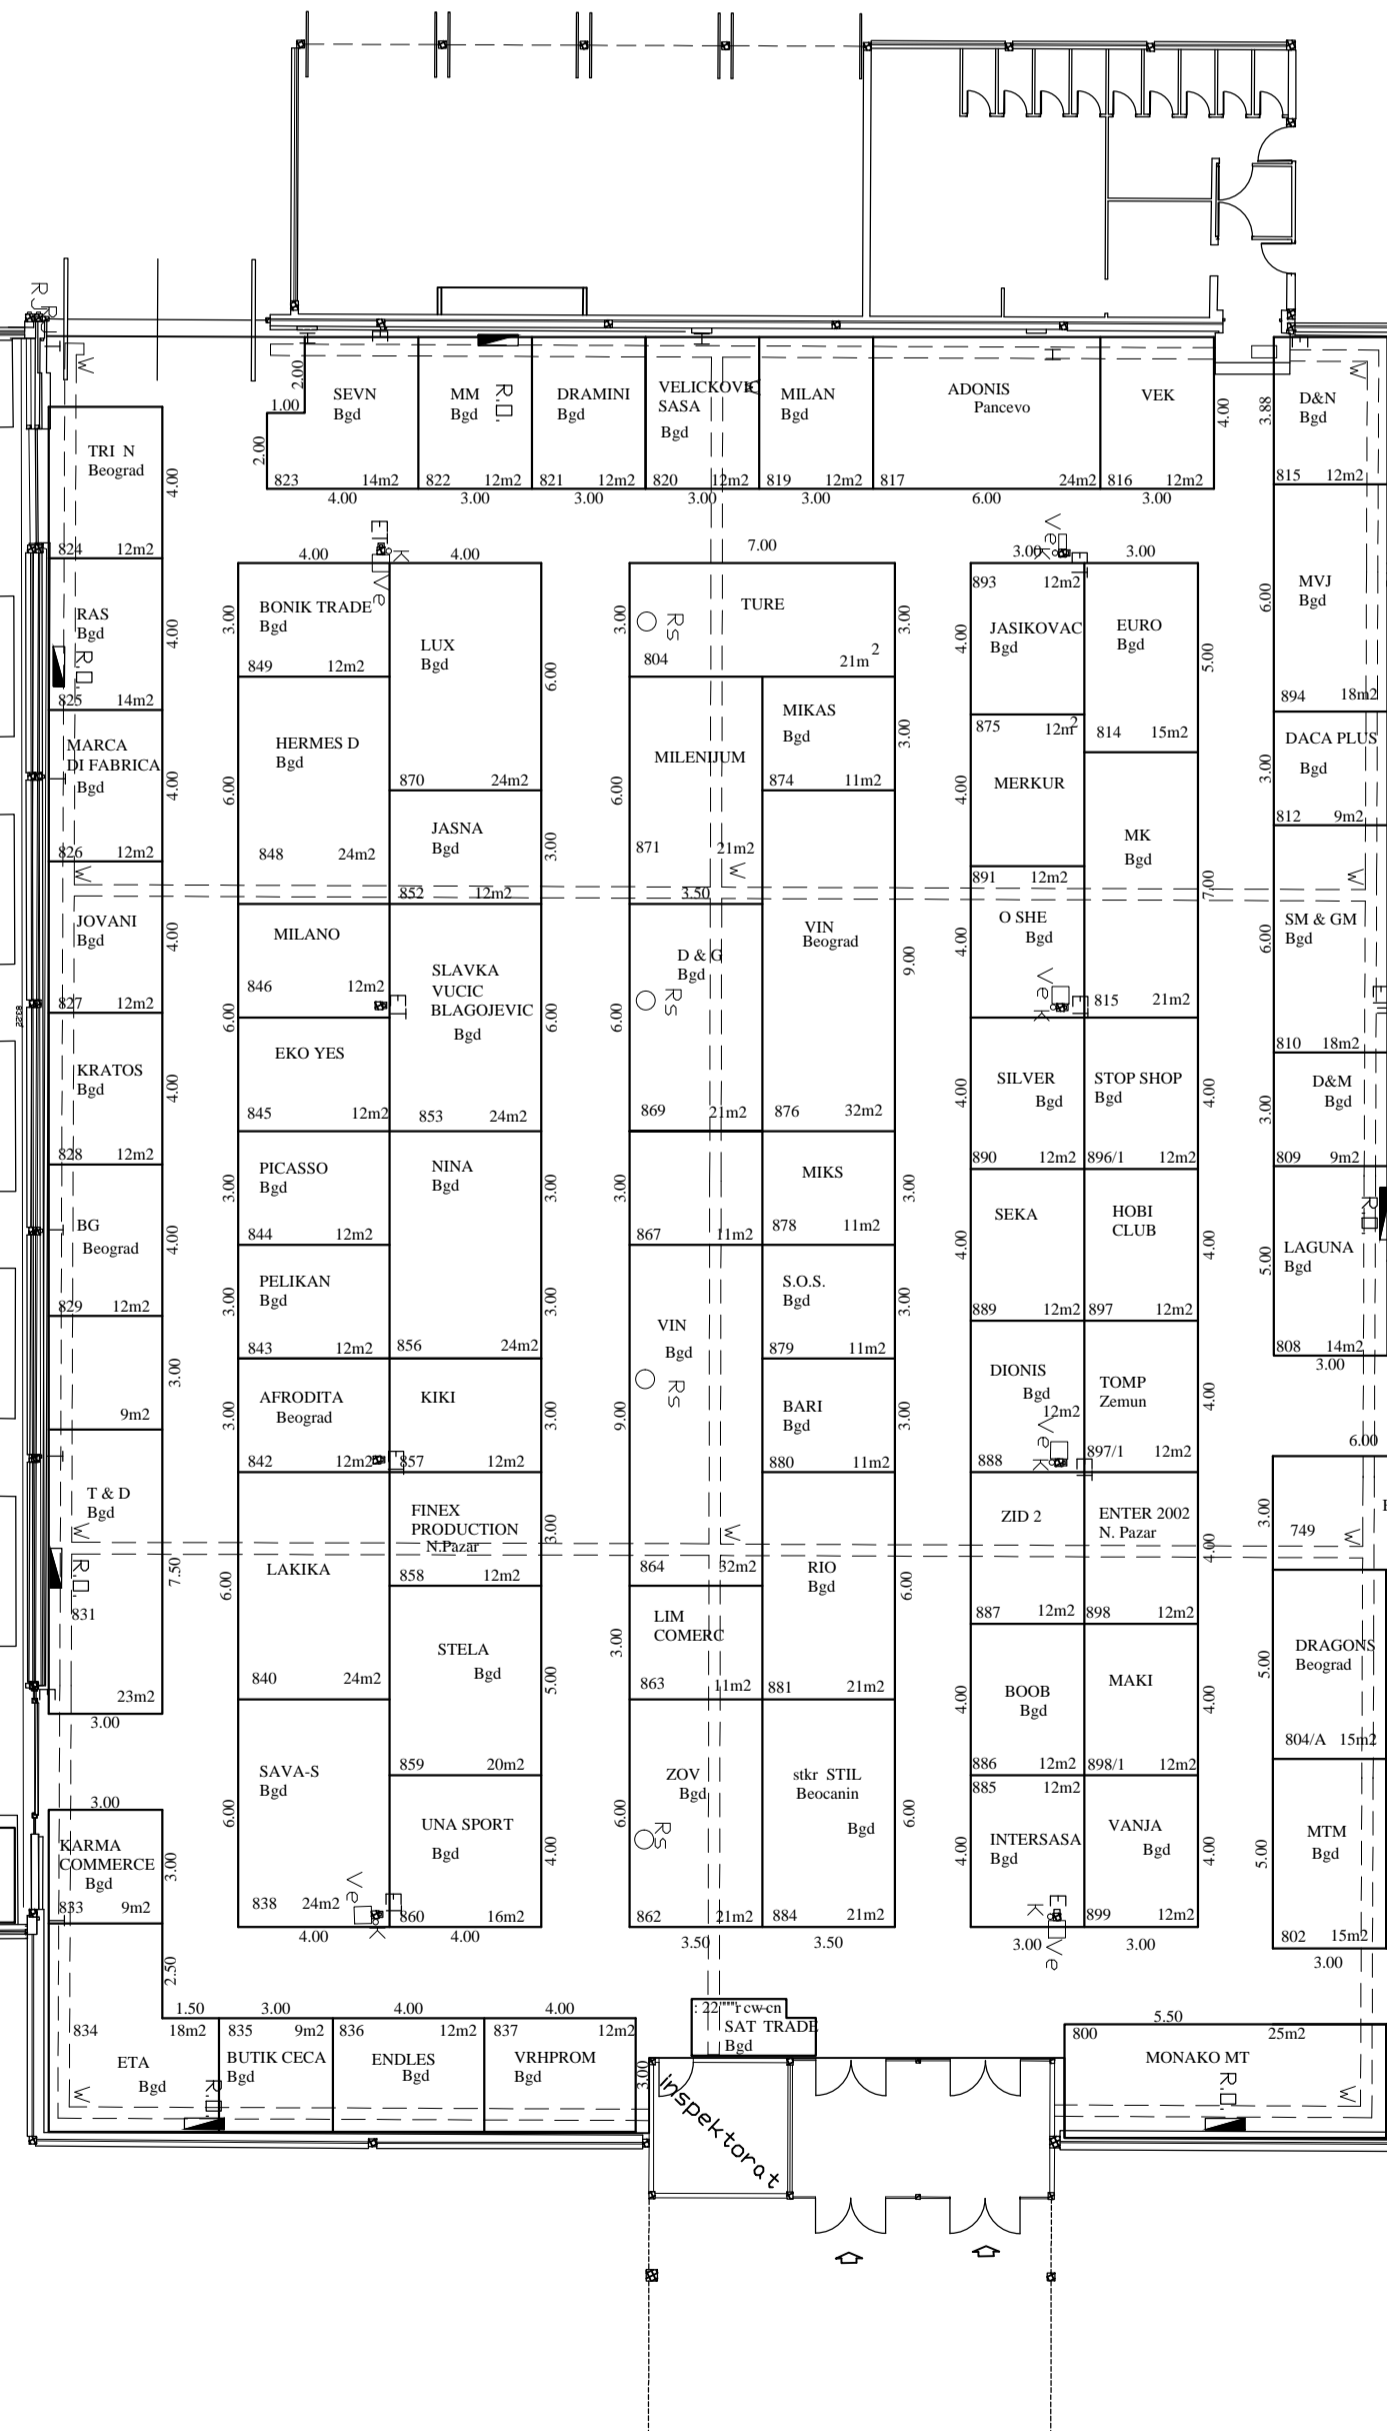 R.J.
W
2.00
1.00
2.00
SEVN
Bgd
823 14m2
4.00
MM
Bgd
R.O.
822 12m2
3.00
DRAMINI
Bgd
821 12m2
3.00
VELICKOVIC
SASA
Bgd
820 12m2
3.00
MILAN
Bgd
819 12m2
3.00
H
ADONIS
Pancevo
817 24m2
6.00
VEK
816 12m2
3.00
4.00
TRI N
Beograd
824 12m2
4.00
RAS
Bgd
R.O.
825 14m2
4.00
MARCA
DI FABRICA
Bgd
826 12m2
4.00
W
JOVANI
Bgd
827 12m2
4.00
KRATOS
Bgd
828 12m2
4.00
BG
Beograd
829 12m2
4.00
9m2
3.00
T & D
Bgd
W
R.O.
831
23m2
7.50
3.00
3.00
KARMA
COMMERCE
Bgd
833 9m2
3.00
2.50
1.50
834 18m2
ETA
Bgd
W
R.O.
3.00
835 9m2
BUTIK CECA
Bgd
4.00
836 12m2
ENDLES
Bgd
4.00
837 12m2
VRHPROM
Bgd
3.00
4.00
ET
K
Ve
4.00
3.00
BONIK TRADE
Bgd
849 12m2
6.00
HERMES D
Bgd
848 24m2
6.00
MILANO
846 12m2
EKO YES
845 12m2
3.00
PICASSO
Bgd
844 12m2
3.00
PELIKAN
Bgd
843 12m2
3.00
AFRODITA
Beograd
842 12m2
6.00
LAKIKA
840 24m2
6.00
SAVA-S
Bgd
838 24m2
4.00
LUX
Bgd
870 24m2
6.00
JASNA
Bgd
852 12m2
3.00
SLAVKA
VUCIC
BLAGOJEVIC
Bgd
853 24m2
6.00
ET
NINA
Bgd
856 24m2
3.00
3.00
KIKI
857 12m2
3.00
ET
FINEX
PRODUCTION
N.Pazar
858 12m2
3.00
STELA
Bgd
859 20m2
5.00
UNA SPORT
Bgd
860 16m2
4.00
4.00
Ve
ET
K
7.00
3.00
Rs
TURE
804 21m2
3.00
6.00
MILENIJUM
871 21m2
W
3.50
MIKAS
Bgd
874 11m2
3.00
VIN
Beograd
876 32m2
9.00
D & G
Bgd
Rs
869 21m2
6.00
3.00
867 11m2
MIKS
878 11m2
3.00
S.O.S.
Bgd
879 11m2
3.00
BARI
Bgd
880 11m2
3.00
VIN
Bgd
Rs
9.00
W
864 32m2
RIO
Bgd
881 21m2
6.00
LIM
COMERC
863 11m2
3.00
ZOV
Bgd
Rs
862 21m2
6.00
3.50
stkr STIL
Beocanin
Bgd
884 21m2
6.00
3.50
Ve
K
ET
3.00
3.00
893 12m2
JASIKOVAC
Bgd
4.00
875 12m2
MERKUR
4.00
891 12m2
O SHE
Bgd
4.00
Ve
K
ET
SILVER
Bgd
890 12m2
4.00
SEKA
889 12m2
4.00
DIONIS
Bgd
12m2
888
Ve
K
ET
ZID 2
887 12m2
BOOB
Bgd
886 12m2
4.00
885 12m2
INTERSASA
Bgd
4.00
3.00
ET
K
Ve
EURO
Bgd
814 15m2
5.00
MK
Bgd
815 21m2
7.00
STOP SHOP
Bgd
896/1 12m2
4.00
HOBI
CLUB
897 12m2
4.00
TOMP
Zemun
897/1 12m2
4.00
ENTER 2002
N. Pazar
898 12m2
4.00
MAKI
898/1 12m2
4.00
VANJA
Bgd
899 12m2
4.00
3.00
3.88
D&N
Bgd
W
815 12m2
MVJ
Bgd
894 18m2
6.00
DACA PLUS
Bgd
812 9m2
3.00
W
SM & GM
Bgd
810 18m2
6.00
D&M
Bgd
809 9m2
3.00
R.O.
LAGUNA
Bgd
808 14m2
5.00
3.00
6.00
3.00
749
W
DRAGONS
Beograd
804/A 15m2
5.00
MTM
Bgd
802 15m2
5.00
3.00
5.50
800 25m2
MONAKO MT
R.O.
W
SAT TRADE
Bgd
inspektorat